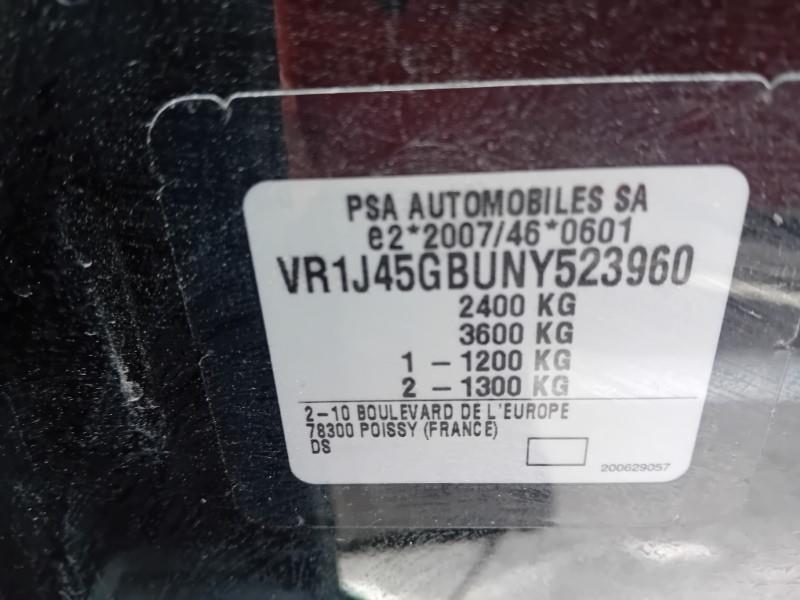 PSA AUTOMOBILES SA
e2*2007/46*0601
VR1J45GBUNY523960
2400 KG
3600 KG
1 – 1200 KG
2 – 1300 KG
2–10 BOULEVARD DE L'EUROPE
78300 POISSY (FRANCE)
DS
200629057